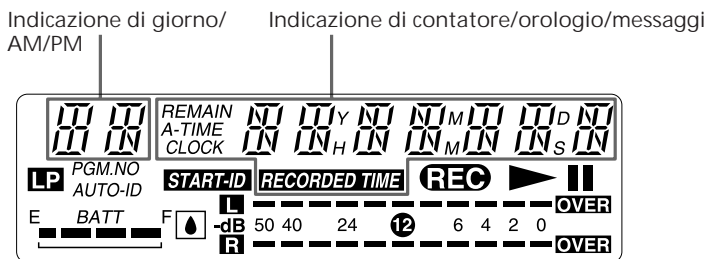 Indicazione di giorno/
AM/PM
Indicazione di contatore/orologio/messaggi
REMAIN
A-TIME
CLOCK
Y M D
H M S
LP
PGM.NO
AUTO-ID
START-ID RECORDED TIME REC
E BATT F
L OVER
-dB 50 40 24 12 6 4 2 0
R OVER